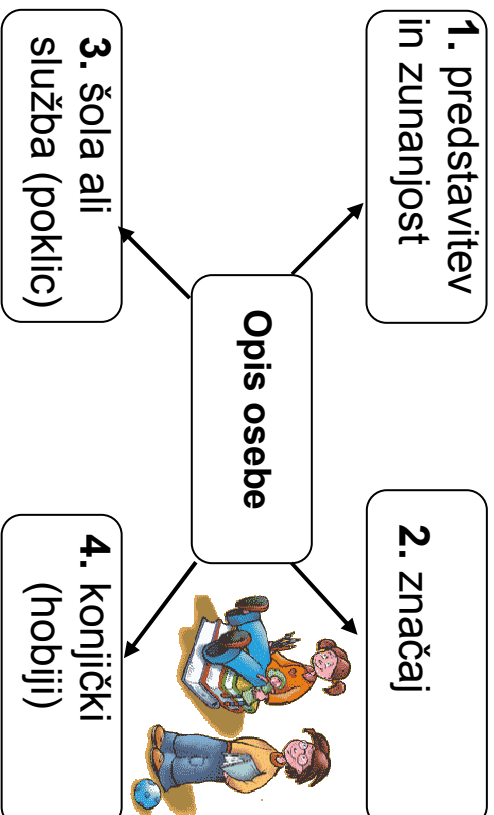 1. predstavitev
in zunanjost
2. značaj
Opis osebe
3. šola ali
služba (poklic)
4. konjički
(hobiji)